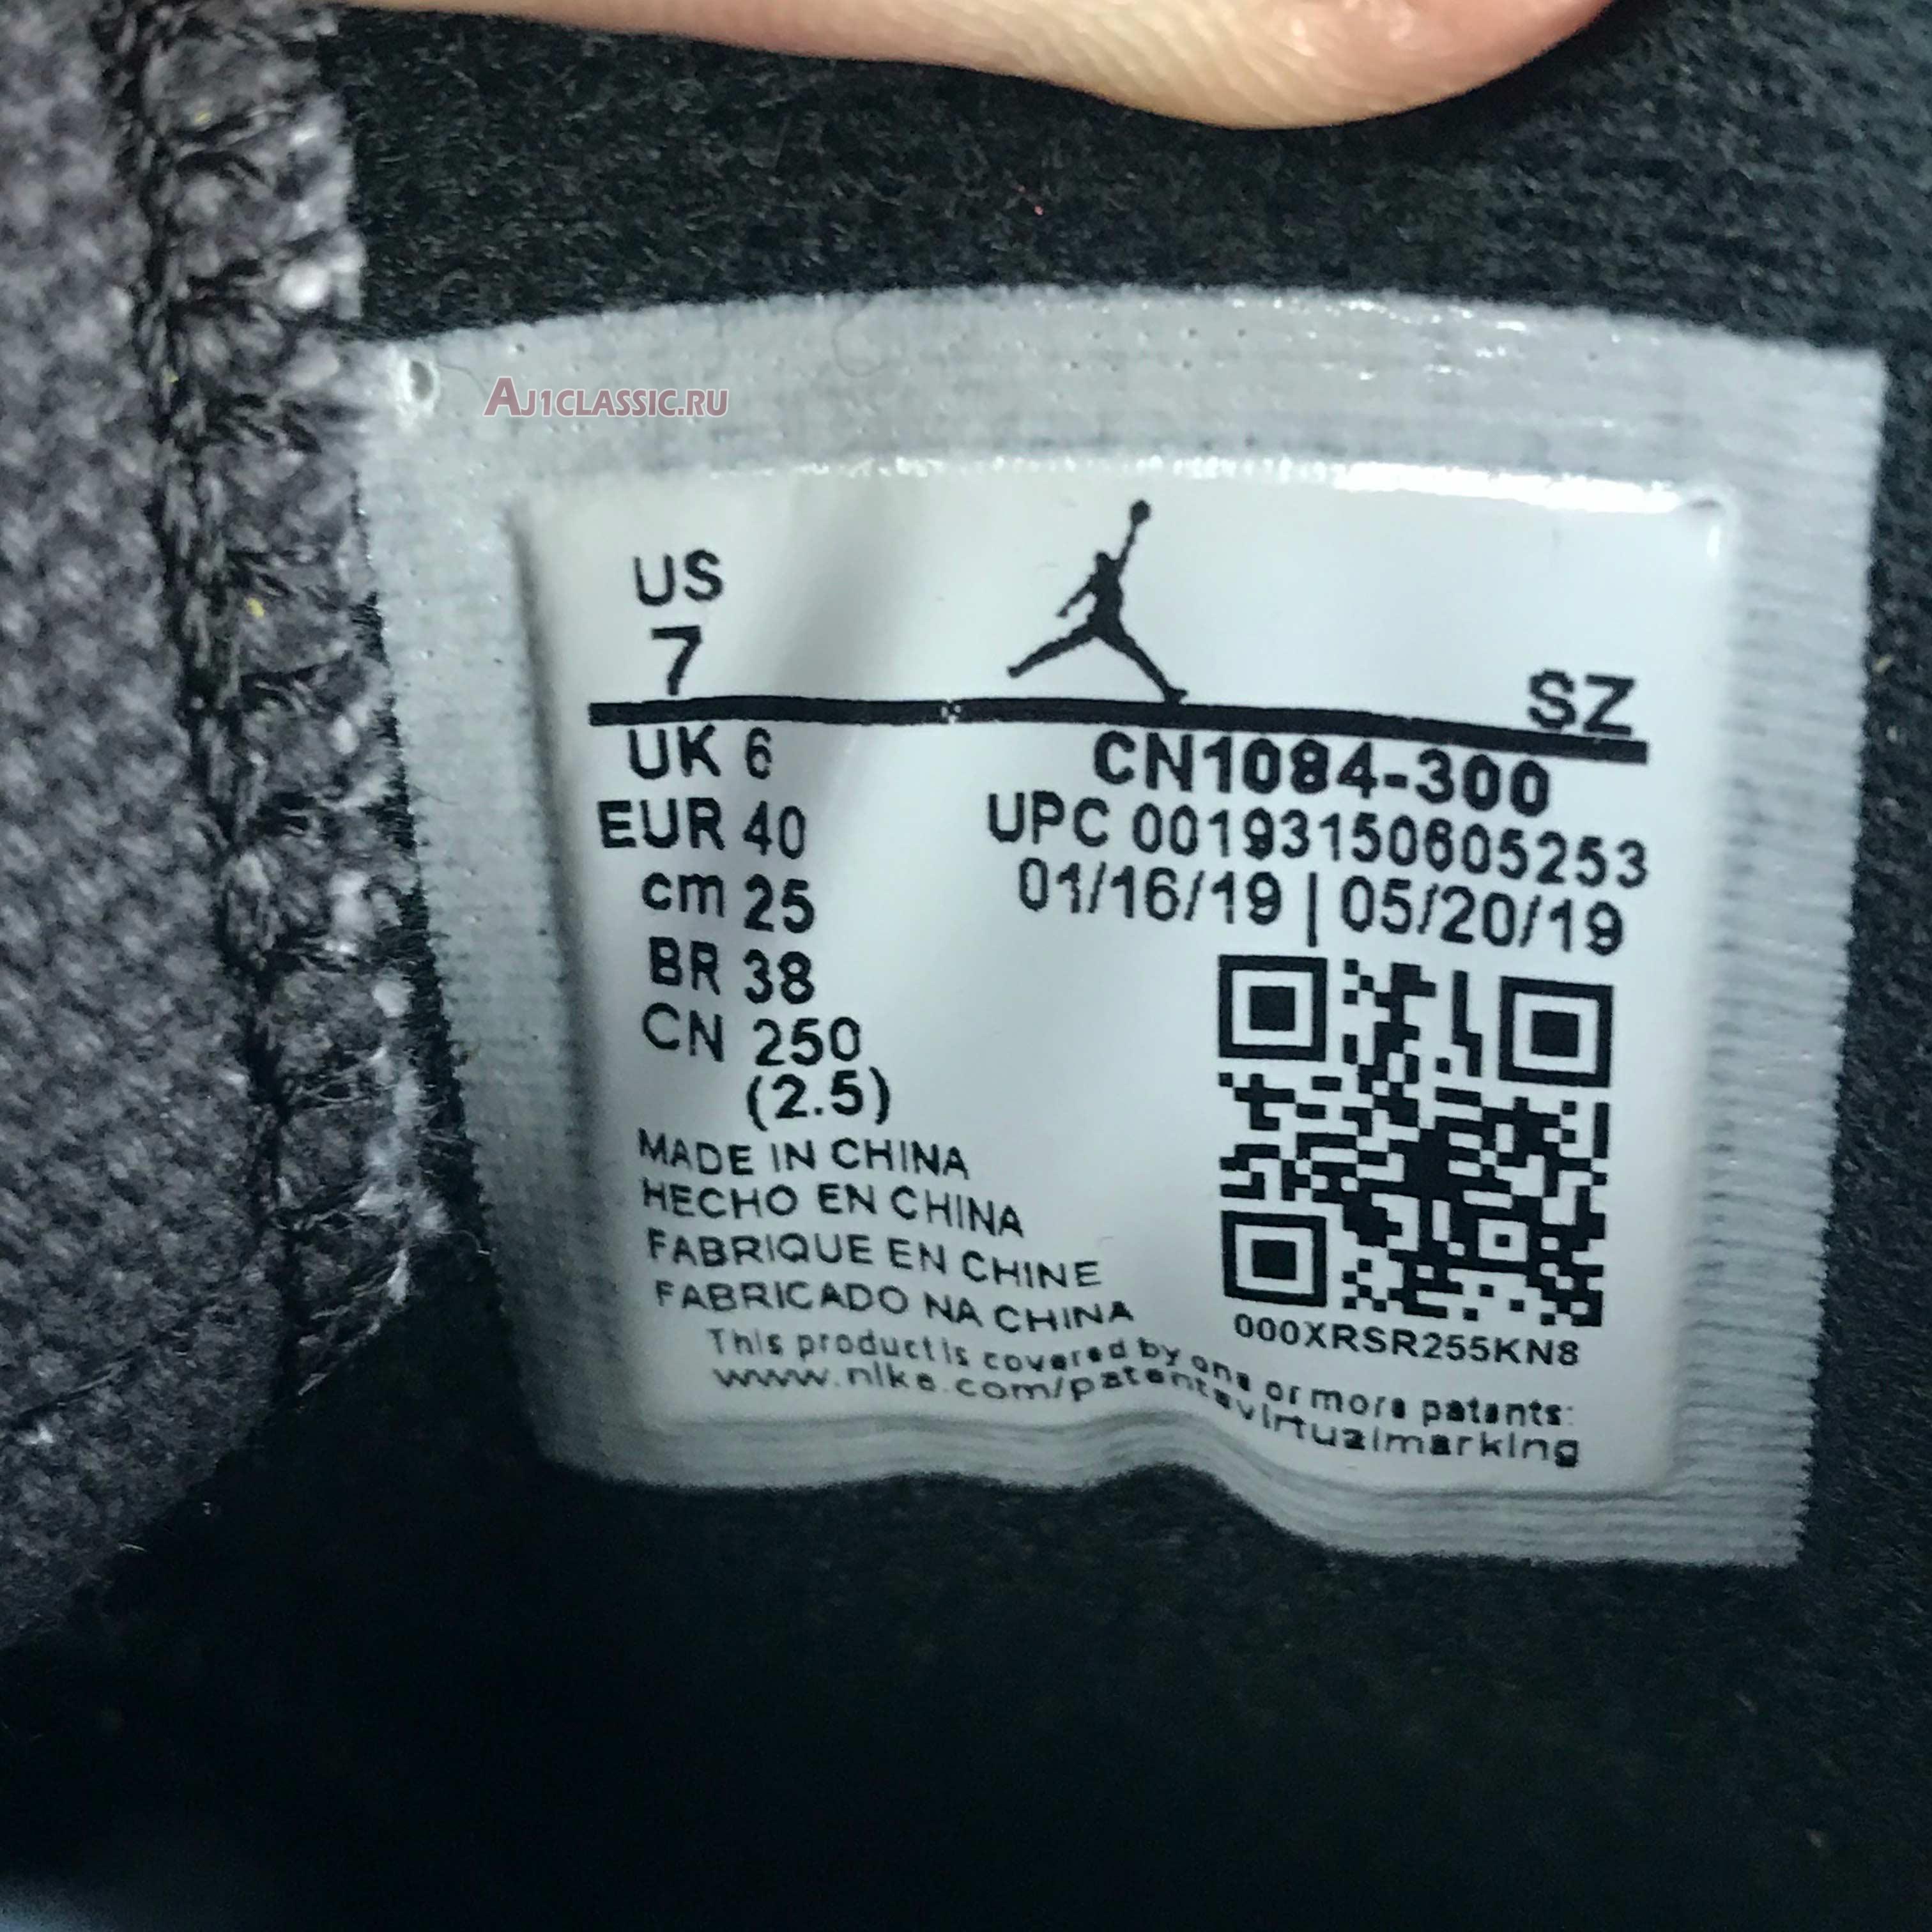 AJ1CLASSIC.RU
US
7
SZ
UK 6
EUR 40
cm 25
BR 38
CN 250
(2.5)
CN1084-300
UPC 00193150605253
01/16/19 | 05/20/19
MADE IN CHINA
HECHO EN CHINA
FABRIQUE EN CHINE
FABRICADO NA CHINA
000XRSR255KN8
This product is covered by one or more patents:
www.nike.com/patentsvirtualmarking